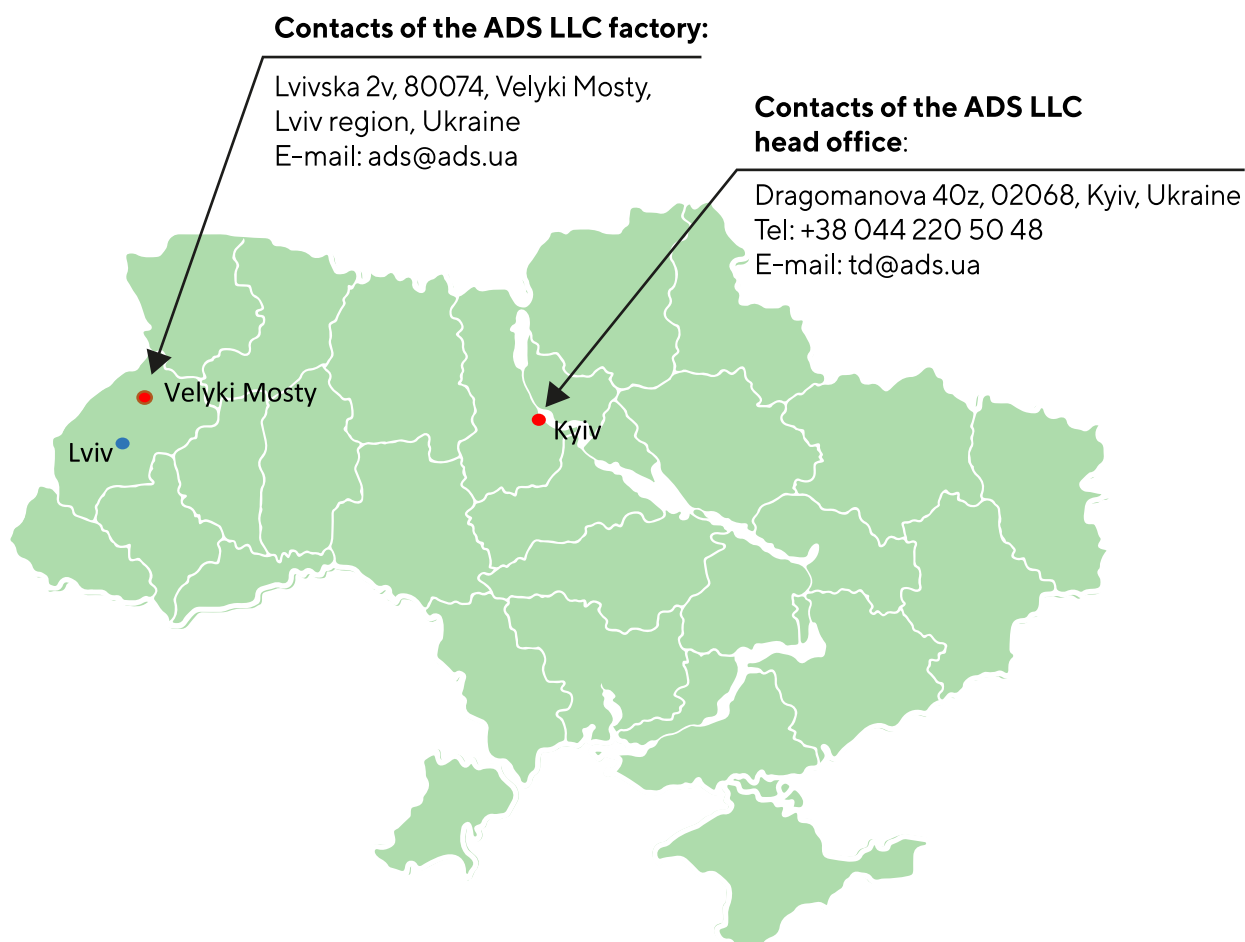 Contacts of the ADS LLC factory:
Lvivska 2v, 80074, Velyki Mosty,
Lviv region, Ukraine
E-mail: ads@ads.ua
Contacts of the ADS LLC
head office:
Dragomanova 40z, 02068, Kyiv, Ukraine
Tel: +38 044 220 50 48
E-mail: td@ads.ua
Velyki Mosty
Lviv
Kyiv